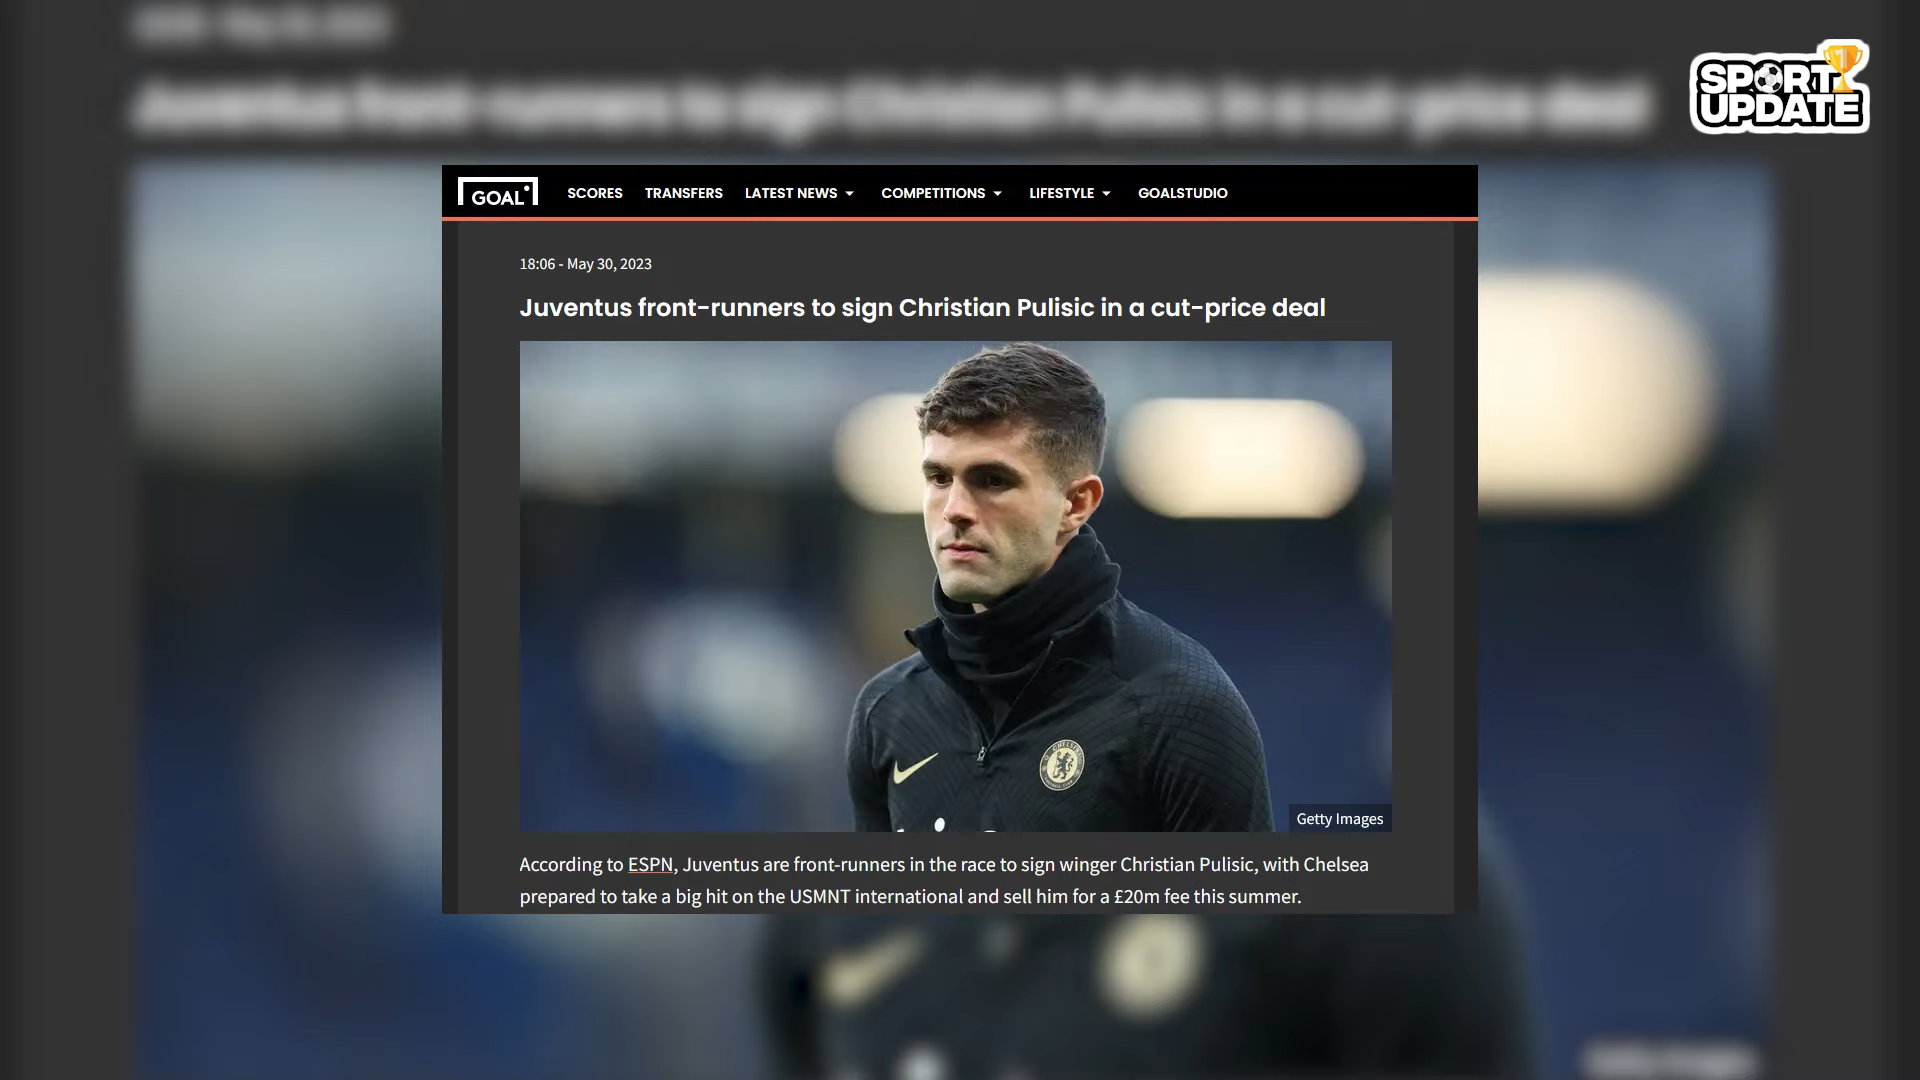 SPORT
UPDATE
GOAL SCORES TRANSFERS LATEST NEWS COMPETITIONS LIFESTYLE GOALSTUDIO
18:06 - May 30, 2023
Juventus front-runners to sign Christian Pulisic in a cut-price deal
CHELSEA
Getty Images
According to ESPN, Juventus are front-runners in the race to sign winger Christian Pulisic, with Chelsea
prepared to take a big hit on the USMNT international and sell him for a £20m fee this summer.